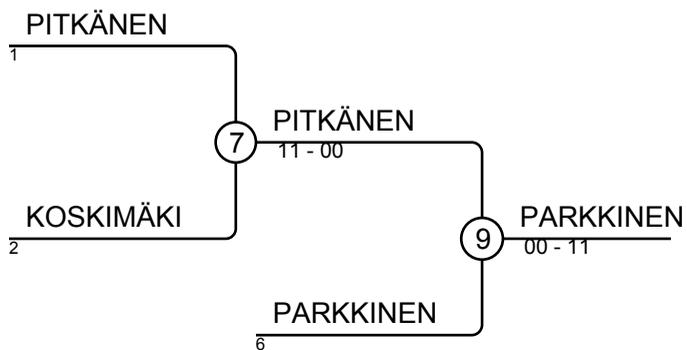 PITKÄNEN
1
PITKÄNEN
7
11 - 00
KOSKIMÄKI
2
PARKKINEN
9
00 - 11
PARKKINEN
6